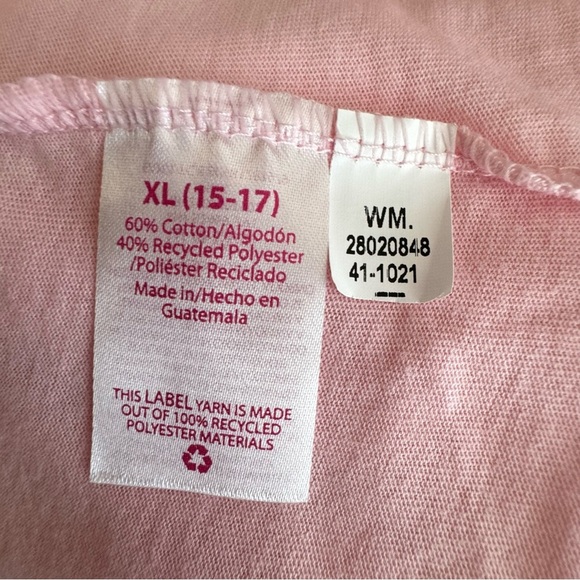 XL (15-17)
60% Cotton/Algodón
40% Recycled Polyester
/Poliéster Reciclado
Made in/Hecho en
Guatemala
THIS LABEL YARN IS MADE
OUT OF 100% RECYCLED
POLYESTER MATERIALS
WM.
28020848
41-1021